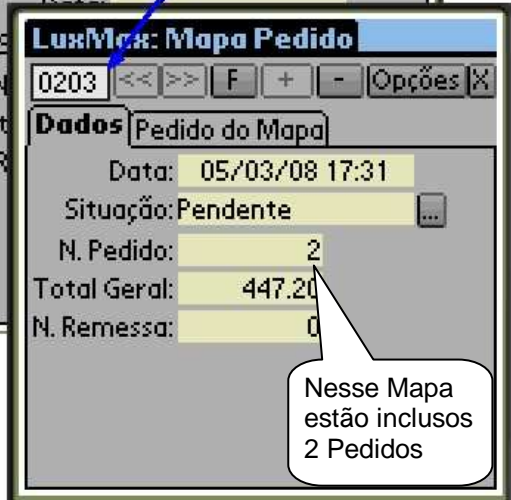 LuxMax: Mapa Pedido
0203 << >> F + - Opções X
Dados Pedido do Mapa
Data: 05/03/08 17:31
Situação: Pendente ...
N. Pedido: 2
Total Geral: 447.20
N. Remessa: 0
Nesse Mapa
estão inclusos
2 Pedidos